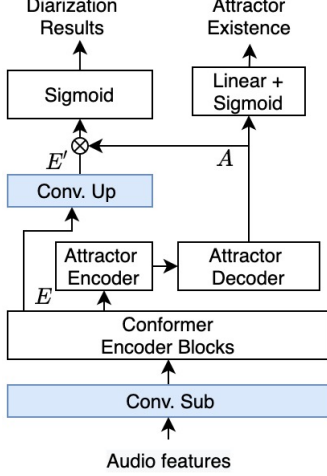 Diarization
Results
Attractor
Existence
Sigmoid
Linear +
Sigmoid
E′
A
Conv. Up
Attractor
Encoder
Attractor
Decoder
E
Conformer
Encoder Blocks
Conv. Sub
Audio features